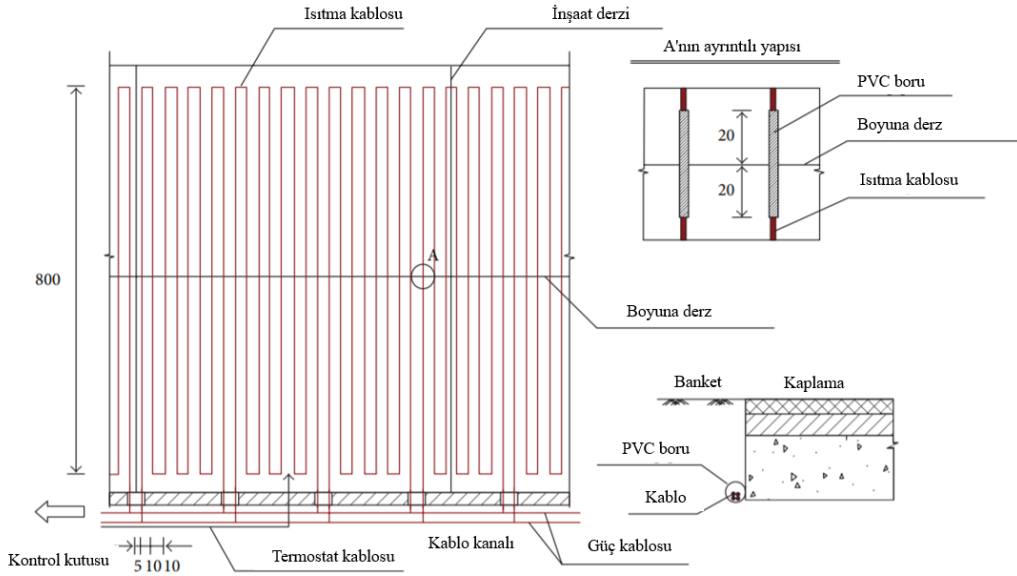 Isıtma kablosu
İnşaat derzi
A'nın ayrıntılı yapısı
PVC boru
20
Boyuna derz
20
Isıtma kablosu
A
800
Boyuna derz
Banket
Kaplama
PVC boru
Kablo
Kontrol kutusu
5 10 10
Termostat kablosu
Kablo kanalı
Güç kablosu